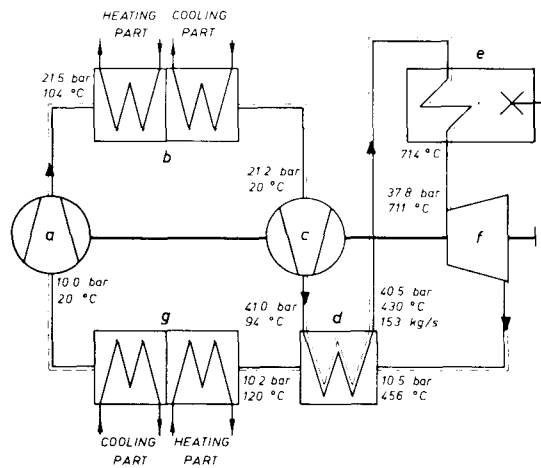 HEATING
PART
COOLING
PART
21.5 bar
104 °C
b
e
714 °C
21.2 bar
20 °C
37.8 bar
711 °C
a
c
f
10.0 bar
20 °C
g
41.0 bar
94 °C
d
40.5 bar
430 °C
153 kg/s
10.2 bar
120 °C
10.5 bar
456 °C
COOLING
PART
HEATING
PART